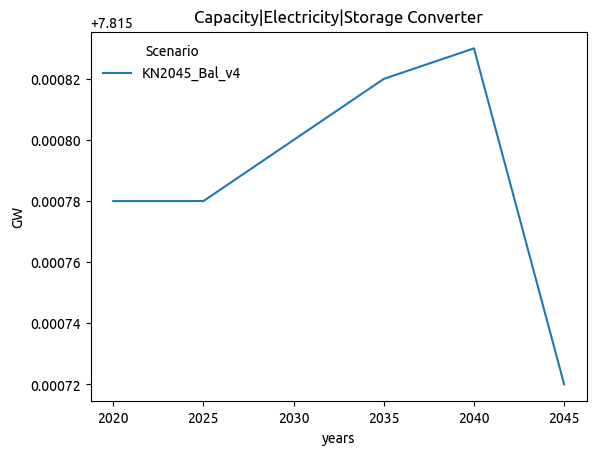 Capacity|Electricity|Storage Converter
+7.815
Scenario
KN2045_Bal_v4
0.00082
0.00080
0.00078
0.00076
0.00074
0.00072
GW
2020 2025 2030 2035 2040 2045
years